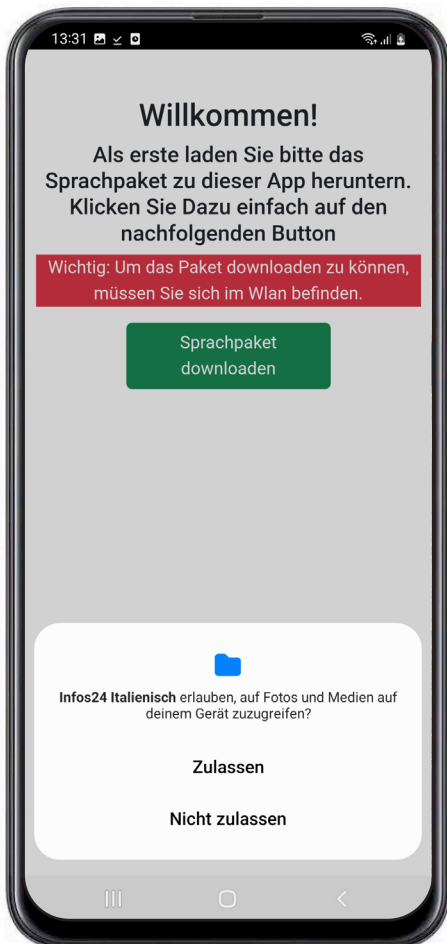 13:31
Willkommen!
Als erste laden Sie bitte das
Sprachpaket zu dieser App heruntern.
Klicken Sie Dazu einfach auf den
nachfolgenden Button
Wichtig: Um das Paket downloaden zu können,
müssen Sie sich im Wlan befinden.
Sprachpaket
downloaden
Infos24 Italienisch erlauben, auf Fotos und Medien auf
deinem Gerät zuzugreifen?
Zulassen
Nicht zulassen